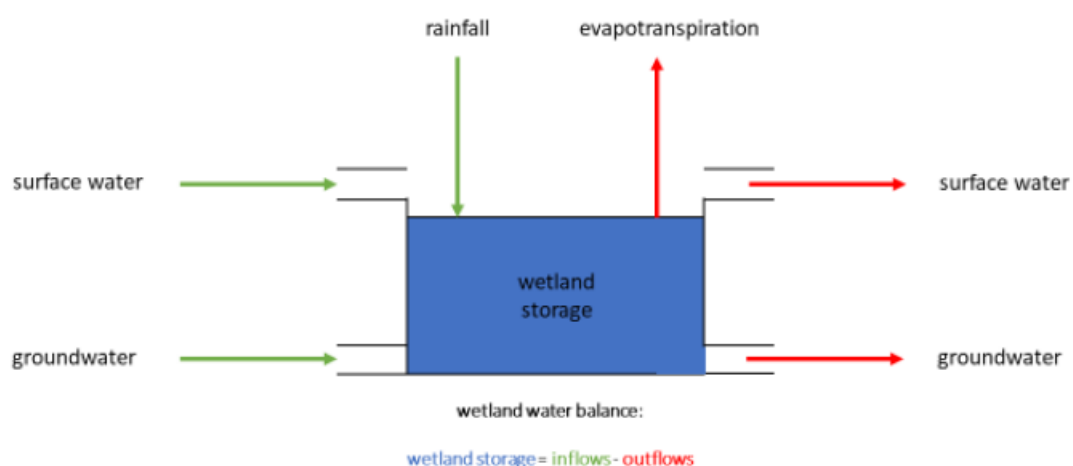 rainfall
evapotranspiration
surface water
surface water
wetland
storage
groundwater
groundwater
wetland water balance:
wetland storage= inflows- outflows